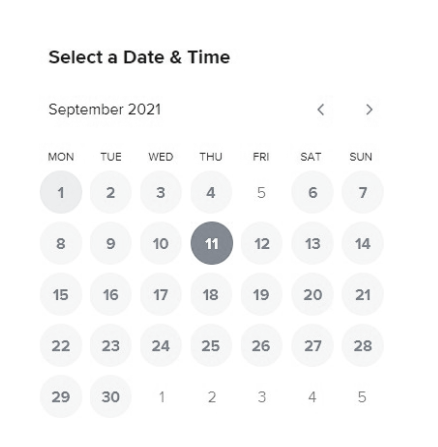 Select a Date & Time
September 2021
MON TUE WED THU FRI SAT SUN
1 2 3 4 5 6 7
8 9 10 11 12 13 14
15 16 17 18 19 20 21
22 23 24 25 26 27 28
29 30 1 2 3 4 5